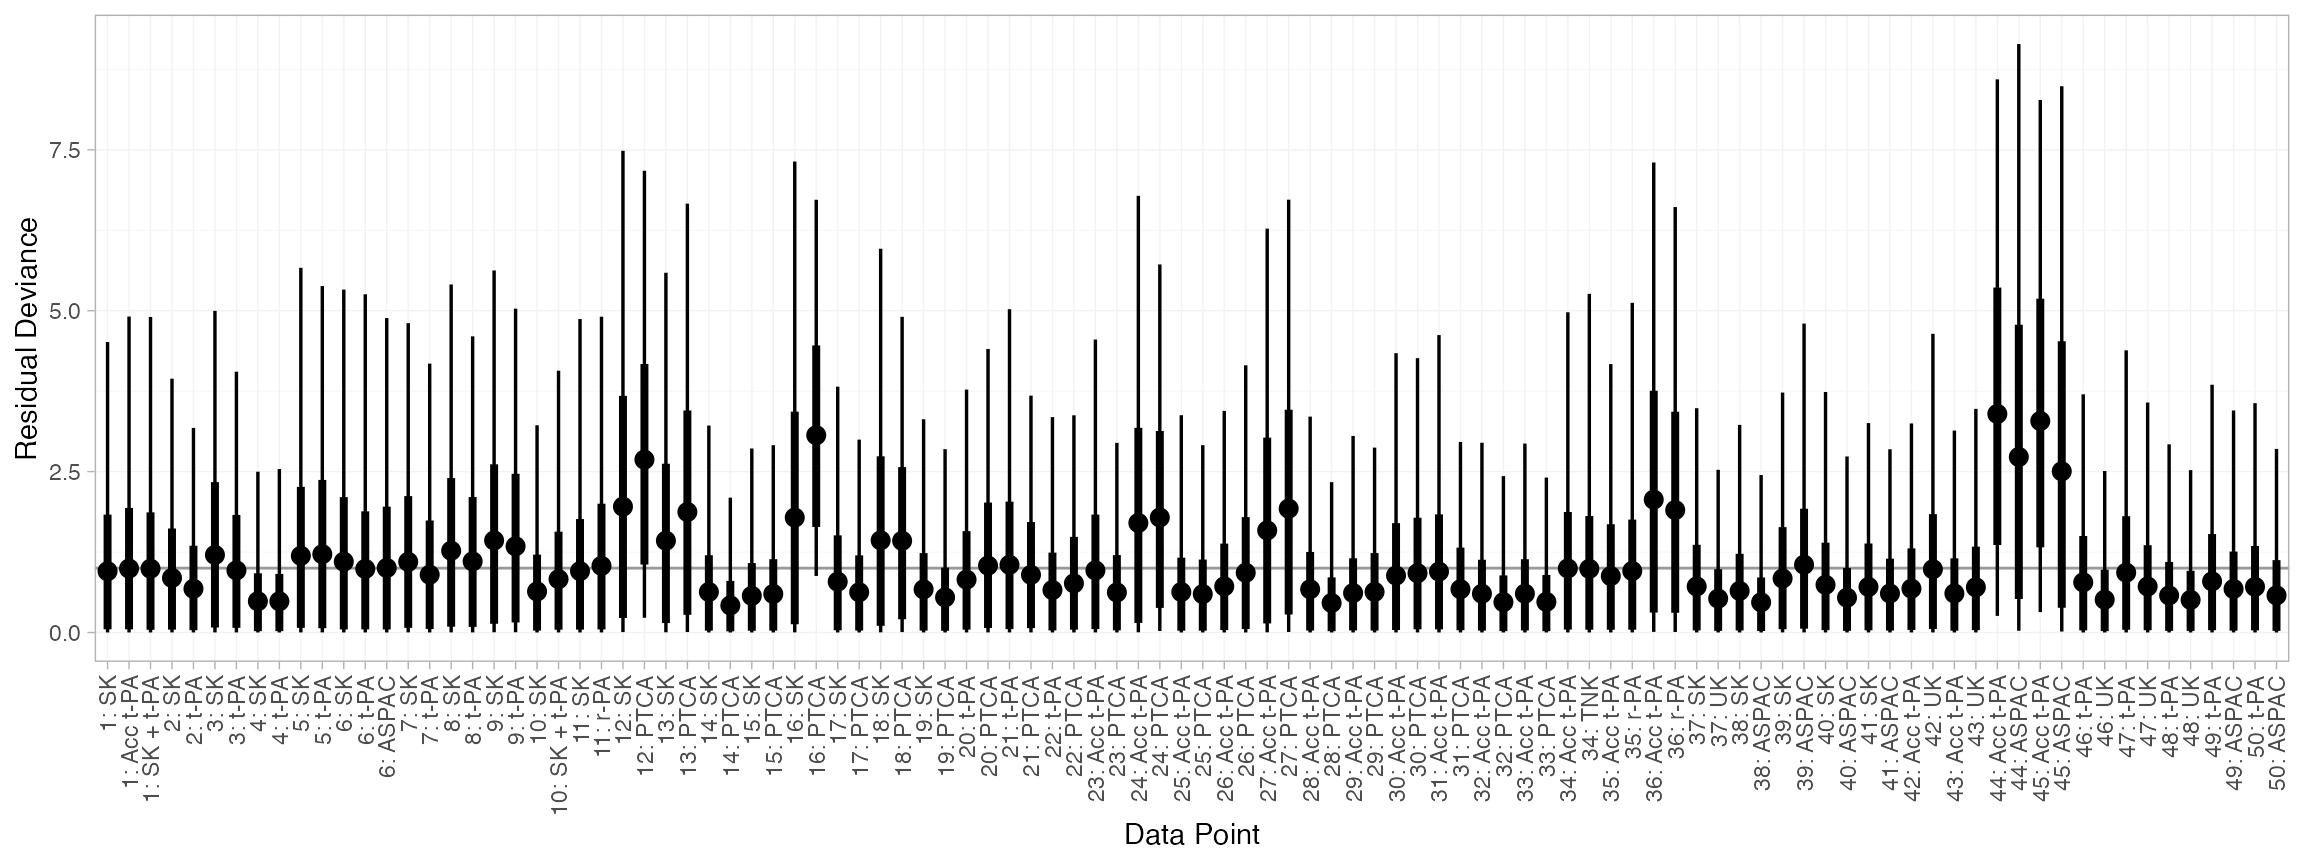 Residual Deviance
7.5
5.0
2.5
0.0
1: SK
1: Acc t-PA
1: SK + t-PA
2: SK
2: t-PA
3: SK
3: t-PA
4: SK
4: t-PA
5: SK
5: t-PA
6: SK
6: t-PA
6: ASPAC
7: SK
7: t-PA
8: SK
8: t-PA
9: SK
9: t-PA
10: SK
10: SK + t-PA
11: SK
11: r-PA
12: SK
12: PTCA
13: SK
13: PTCA
14: SK
14: PTCA
15: SK
15: PTCA
16: SK
16: PTCA
17: SK
17: PTCA
18: SK
18: PTCA
19: SK
19: PTCA
20: t-PA
20: PTCA
21: t-PA
21: PTCA
22: t-PA
22: PTCA
23: Acc t-PA
23: PTCA
24: Acc t-PA
24: PTCA
25: Acc t-PA
25: PTCA
26: Acc t-PA
26: PTCA
27: Acc t-PA
27: PTCA
28: Acc t-PA
28: PTCA
29: Acc t-PA
29: PTCA
30: Acc t-PA
30: PTCA
31: Acc t-PA
31: PTCA
32: Acc t-PA
32: PTCA
33: Acc t-PA
33: PTCA
34: Acc t-PA
34: TNK
35: Acc t-PA
35: r-PA
36: Acc t-PA
36: r-PA
37: SK
37: UK
38: SK
38: ASPAC
39: SK
39: ASPAC
40: SK
40: ASPAC
41: SK
41: ASPAC
42: Acc t-PA
42: UK
43: Acc t-PA
43: UK
44: Acc t-PA
44: ASPAC
45: Acc t-PA
45: ASPAC
46: t-PA
46: UK
47: t-PA
47: UK
48: t-PA
48: UK
49: t-PA
49: ASPAC
50: t-PA
50: ASPAC
Data Point